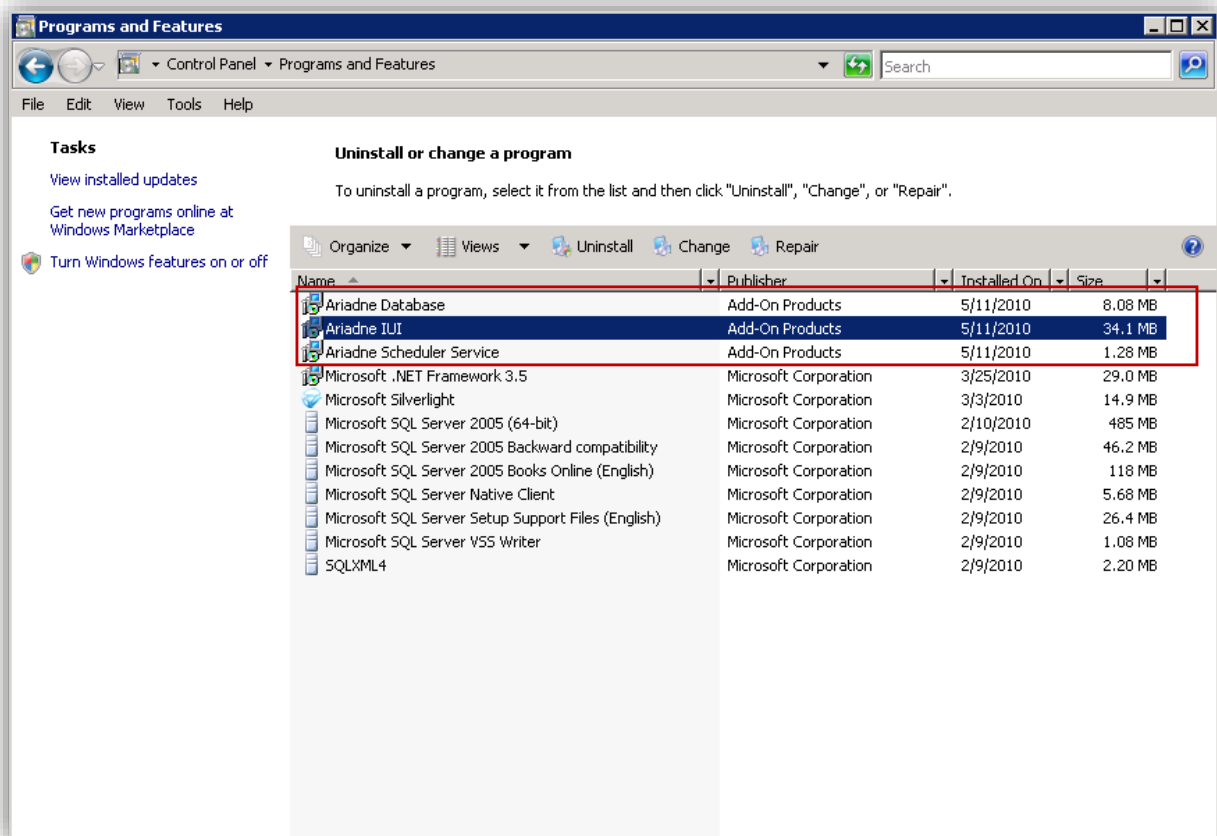 Programs and Features
Control Panel Programs and Features Search
File Edit View Tools Help
Tasks
View installed updates
Get new programs online at
Windows Marketplace
Turn Windows features on or off
Uninstall or change a program
To uninstall a program, select it from the list and then click "Uninstall", "Change", or "Repair".
Organize Views Uninstall Change Repair
Name Publisher Installed On Size
Ariadne Database Add-On Products 5/11/2010 8.08 MB
Ariadne IUI Add-On Products 5/11/2010 34.1 MB
Ariadne Scheduler Service Add-On Products 5/11/2010 1.28 MB
Microsoft .NET Framework 3.5 Microsoft Corporation 3/25/2010 29.0 MB
Microsoft Silverlight Microsoft Corporation 3/3/2010 14.9 MB
Microsoft SQL Server 2005 (64-bit) Microsoft Corporation 2/10/2010 485 MB
Microsoft SQL Server 2005 Backward compatibility Microsoft Corporation 2/9/2010 46.2 MB
Microsoft SQL Server 2005 Books Online (English) Microsoft Corporation 2/9/2010 118 MB
Microsoft SQL Server Native Client Microsoft Corporation 2/9/2010 5.68 MB
Microsoft SQL Server Setup Support Files (English) Microsoft Corporation 2/9/2010 26.4 MB
Microsoft SQL Server VSS Writer Microsoft Corporation 2/9/2010 1.08 MB
SQLXML4 Microsoft Corporation 2/9/2010 2.20 MB